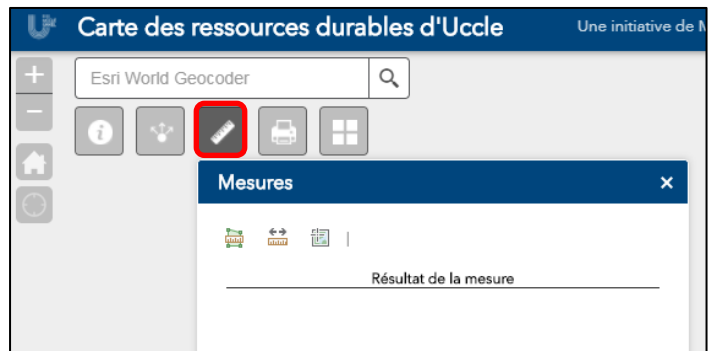 Carte des ressources durables d'Uccle
Une initiative de
Esri World Geocoder
Mesures
Résultat de la mesure